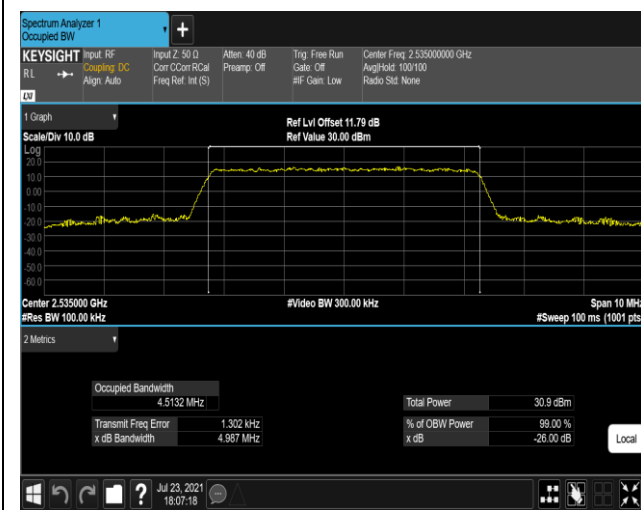 Spectrum Analyzer 1
Occupied BW
KEYSIGHT Input: RF Input Z: 50 Ω Atten: 40 dB Trig: Free Run Center Freq: 2.535000000 GHz
RL Coupling: DC Corr CCorr RCal Preamp: Off Gate: Off Avg|Hold: 100/100
Align: Auto Freq Ref: Int (S) #IF Gain: Low Radio Std: None
LXI
1 Graph
Ref Lvl Offset 11.79 dB
Scale/Div 10.0 dB Ref Value 30.00 dBm
Log
20.0
10.0
0.00
-10.0
-20.0
-30.0
-40.0
-50.0
-60.0
Center 2.535000 GHz #Video BW 300.00 kHz Span 10 MHz
#Res BW 100.00 kHz #Sweep 100 ms (1001 pts
2 Metrics
Occupied Bandwidth
4.5132 MHz Total Power 30.9 dBm
Transmit Freq Error 1.302 kHz % of OBW Power 99.00 %
x dB Bandwidth 4.987 MHz x dB -26.00 dB
Local
Jul 23, 2021
18:07:18